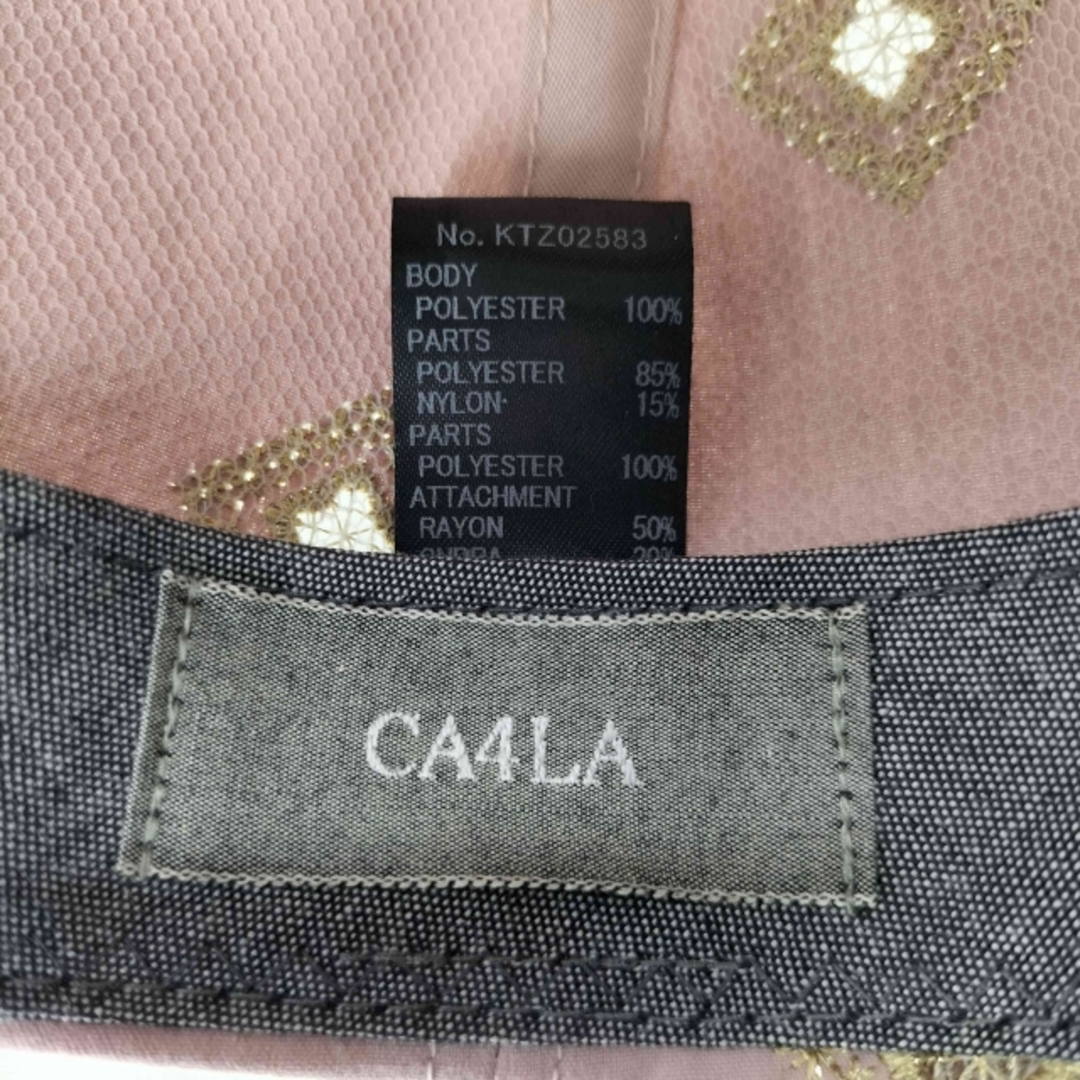 No. KTZ02583
BODY
POLYESTER 100%
PARTS
POLYESTER 85%
NYLON 15%
PARTS
POLYESTER 100%
ATTACHMENT
RAYON 50%
CA4LA